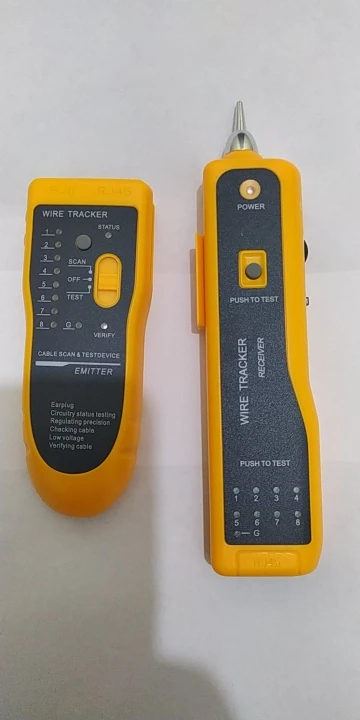 RJ45
WIRE TRACKER
STATUS
1
2
3
4
5
6
7
8
G
SCAN
OFF
TEST
VERIFY
CABLE SCAN & TESTDEVICE
EMITTER
Earplug
Circuitry status testing
Regulating precision
Checking cable
Low voltage
Verifying cable
POWER
PUSH TO TEST
WIRE TRACKER
RECEIVER
PUSH TO TEST
1 2 3 4
5 6 7 8
G
RJ45